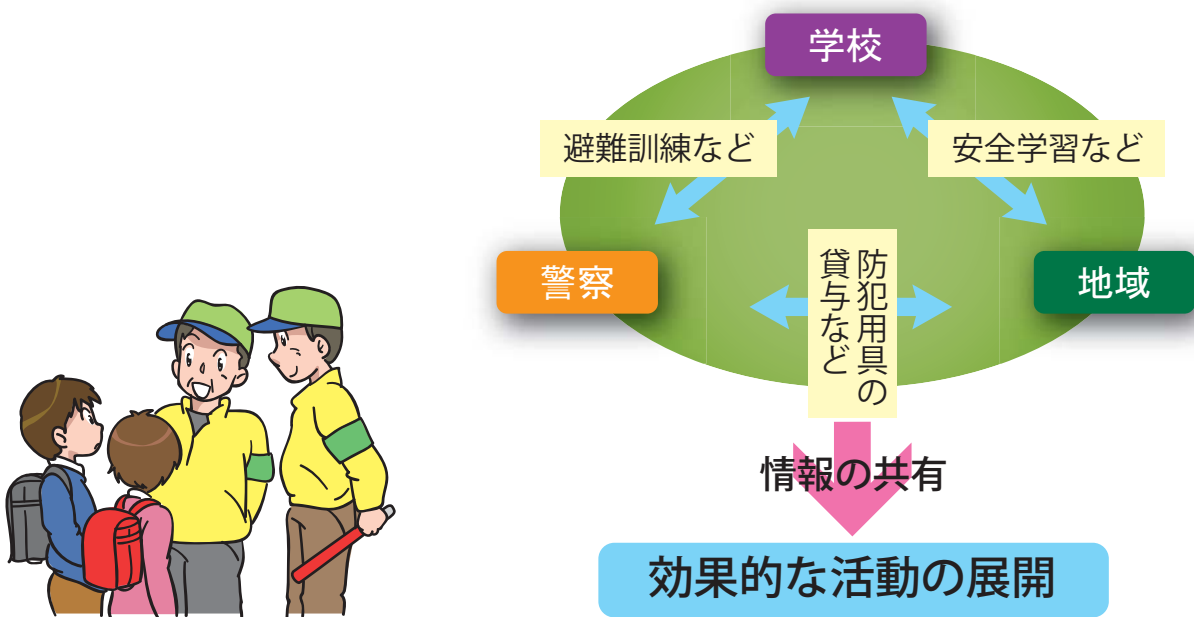 学校
避難訓練など
安全学習など
警察
防犯用具の
貸与など
地域
情報の共有
効果的な活動の展開